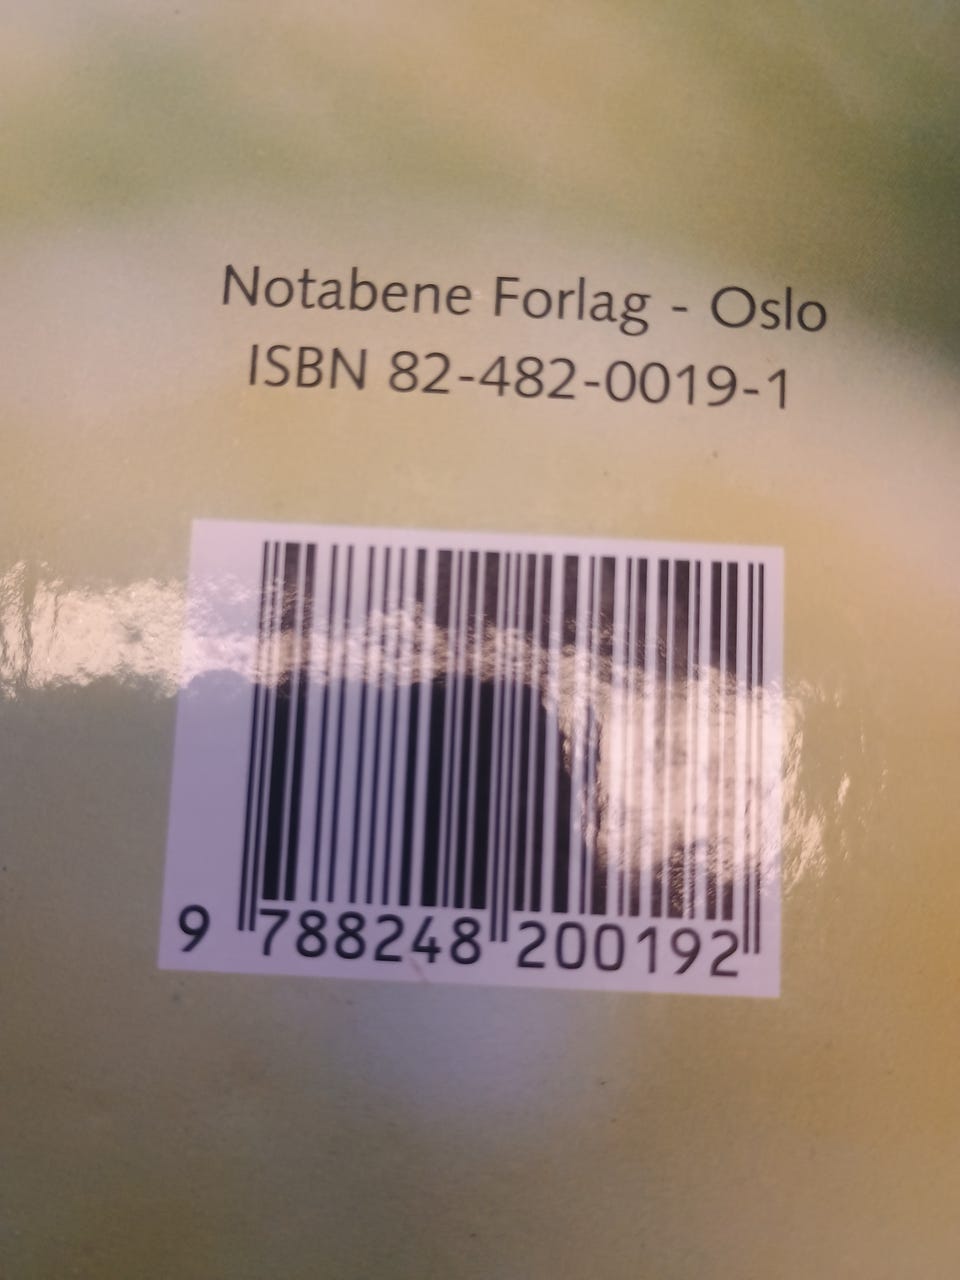 Notabene Forlag - Oslo
ISBN 82-482-0019-1
9 788248 200192